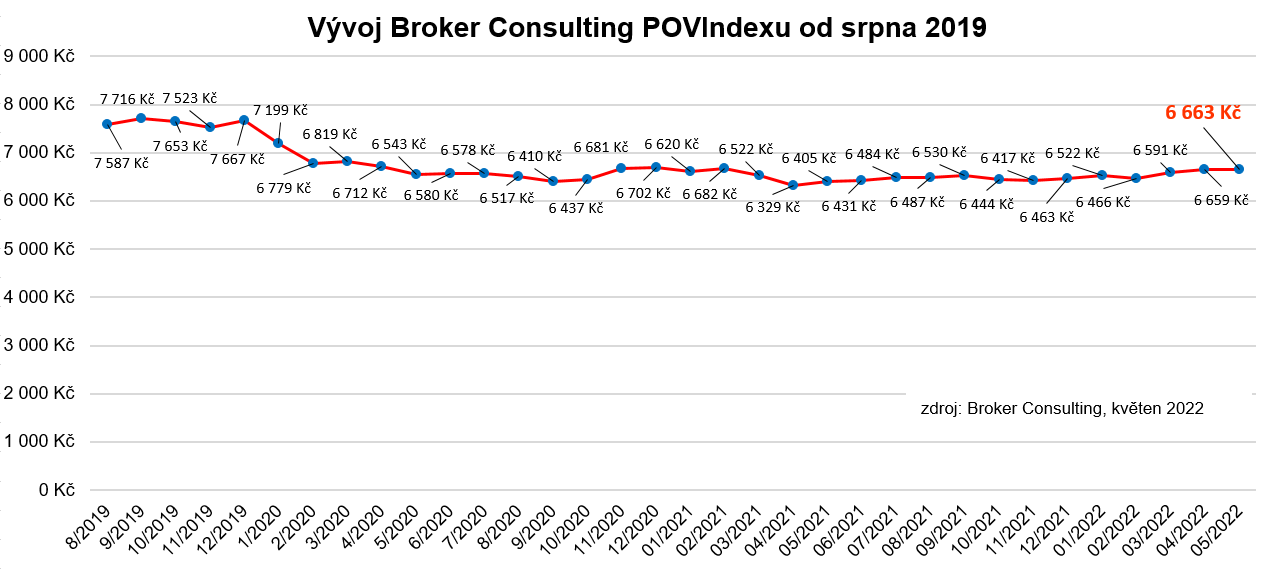 Vývoj Broker Consulting POVIndexu od srpna 2019
9 000 Kč
8 000 Kč
7 000 Kč
6 000 Kč
5 000 Kč
4 000 Kč
3 000 Kč
2 000 Kč
1 000 Kč
0 Kč
7 587 Kč
7 716 Kč
7 653 Kč
7 523 Kč
7 667 Kč
7 199 Kč
6 779 Kč
6 819 Kč
6 712 Kč
6 543 Kč
6 580 Kč
6 578 Kč
6 517 Kč
6 410 Kč
6 437 Kč
6 681 Kč
6 702 Kč
6 620 Kč
6 682 Kč
6 522 Kč
6 329 Kč
6 405 Kč
6 431 Kč
6 484 Kč
6 487 Kč
6 530 Kč
6 444 Kč
6 417 Kč
6 463 Kč
6 522 Kč
6 466 Kč
6 591 Kč
6 659 Kč
6 663 Kč
zdroj: Broker Consulting, květen 2022
8/2019
9/2019
10/2019
11/2019
12/2019
1/2020
2/2020
3/2020
4/2020
5/2020
6/2020
7/2020
8/2020
9/2020
10/2020
11/2020
12/2020
01/2021
02/2021
03/2021
04/2021
05/2021
06/2021
07/2021
08/2021
09/2021
10/2021
11/2021
12/2021
01/2022
02/2022
03/2022
04/2022
05/2022